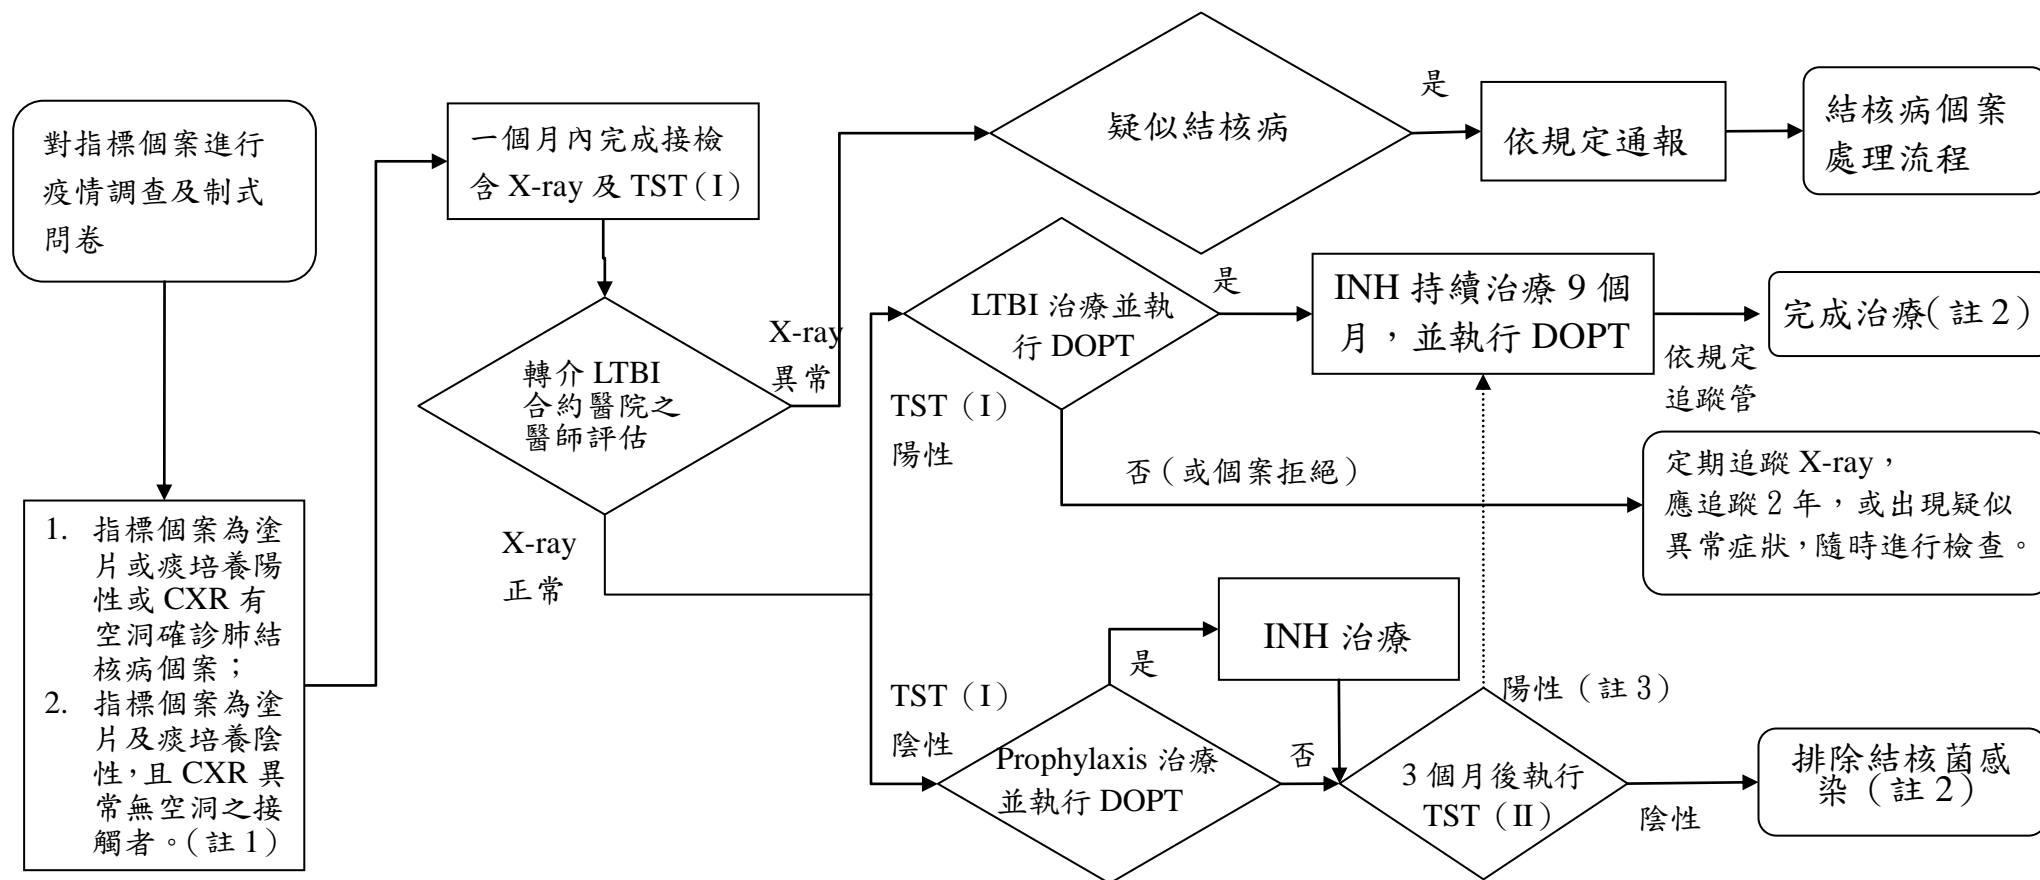 對指標個案進行
疫情調查及制式
問卷
1. 指標個案為塗
片或痰培養陽
性或 CXR 有
空洞確診肺結
核病個案；
2. 指標個案為塗
片及痰培養陰
性，且 CXR 異
常無空洞之接
觸者。（註 1）
一個月內完成接檢
含 X-ray 及 TST（I）
轉介 LTBI
合約醫院之
醫師評估
X-ray
異常
X-ray
正常
疑似結核病
是
依規定通報
結核病個案
處理流程
TST（I）
陽性
LTBI 治療並執
行 DOPT
是
INH 持續治療 9 個
月，並執行 DOPT
依規定
追蹤管
完成治療（註 2）
否（或個案拒絕）
定期追蹤 X-ray，
應追蹤 2 年，或出現疑似
異常症狀，隨時進行檢查。
TST（I）
陰性
Prophylaxis 治療
並執行 DOPT
是
INH 治療
否
3 個月後執行
TST（II）
陽性（註 3）
陰性
排除結核菌感
染（註 2）